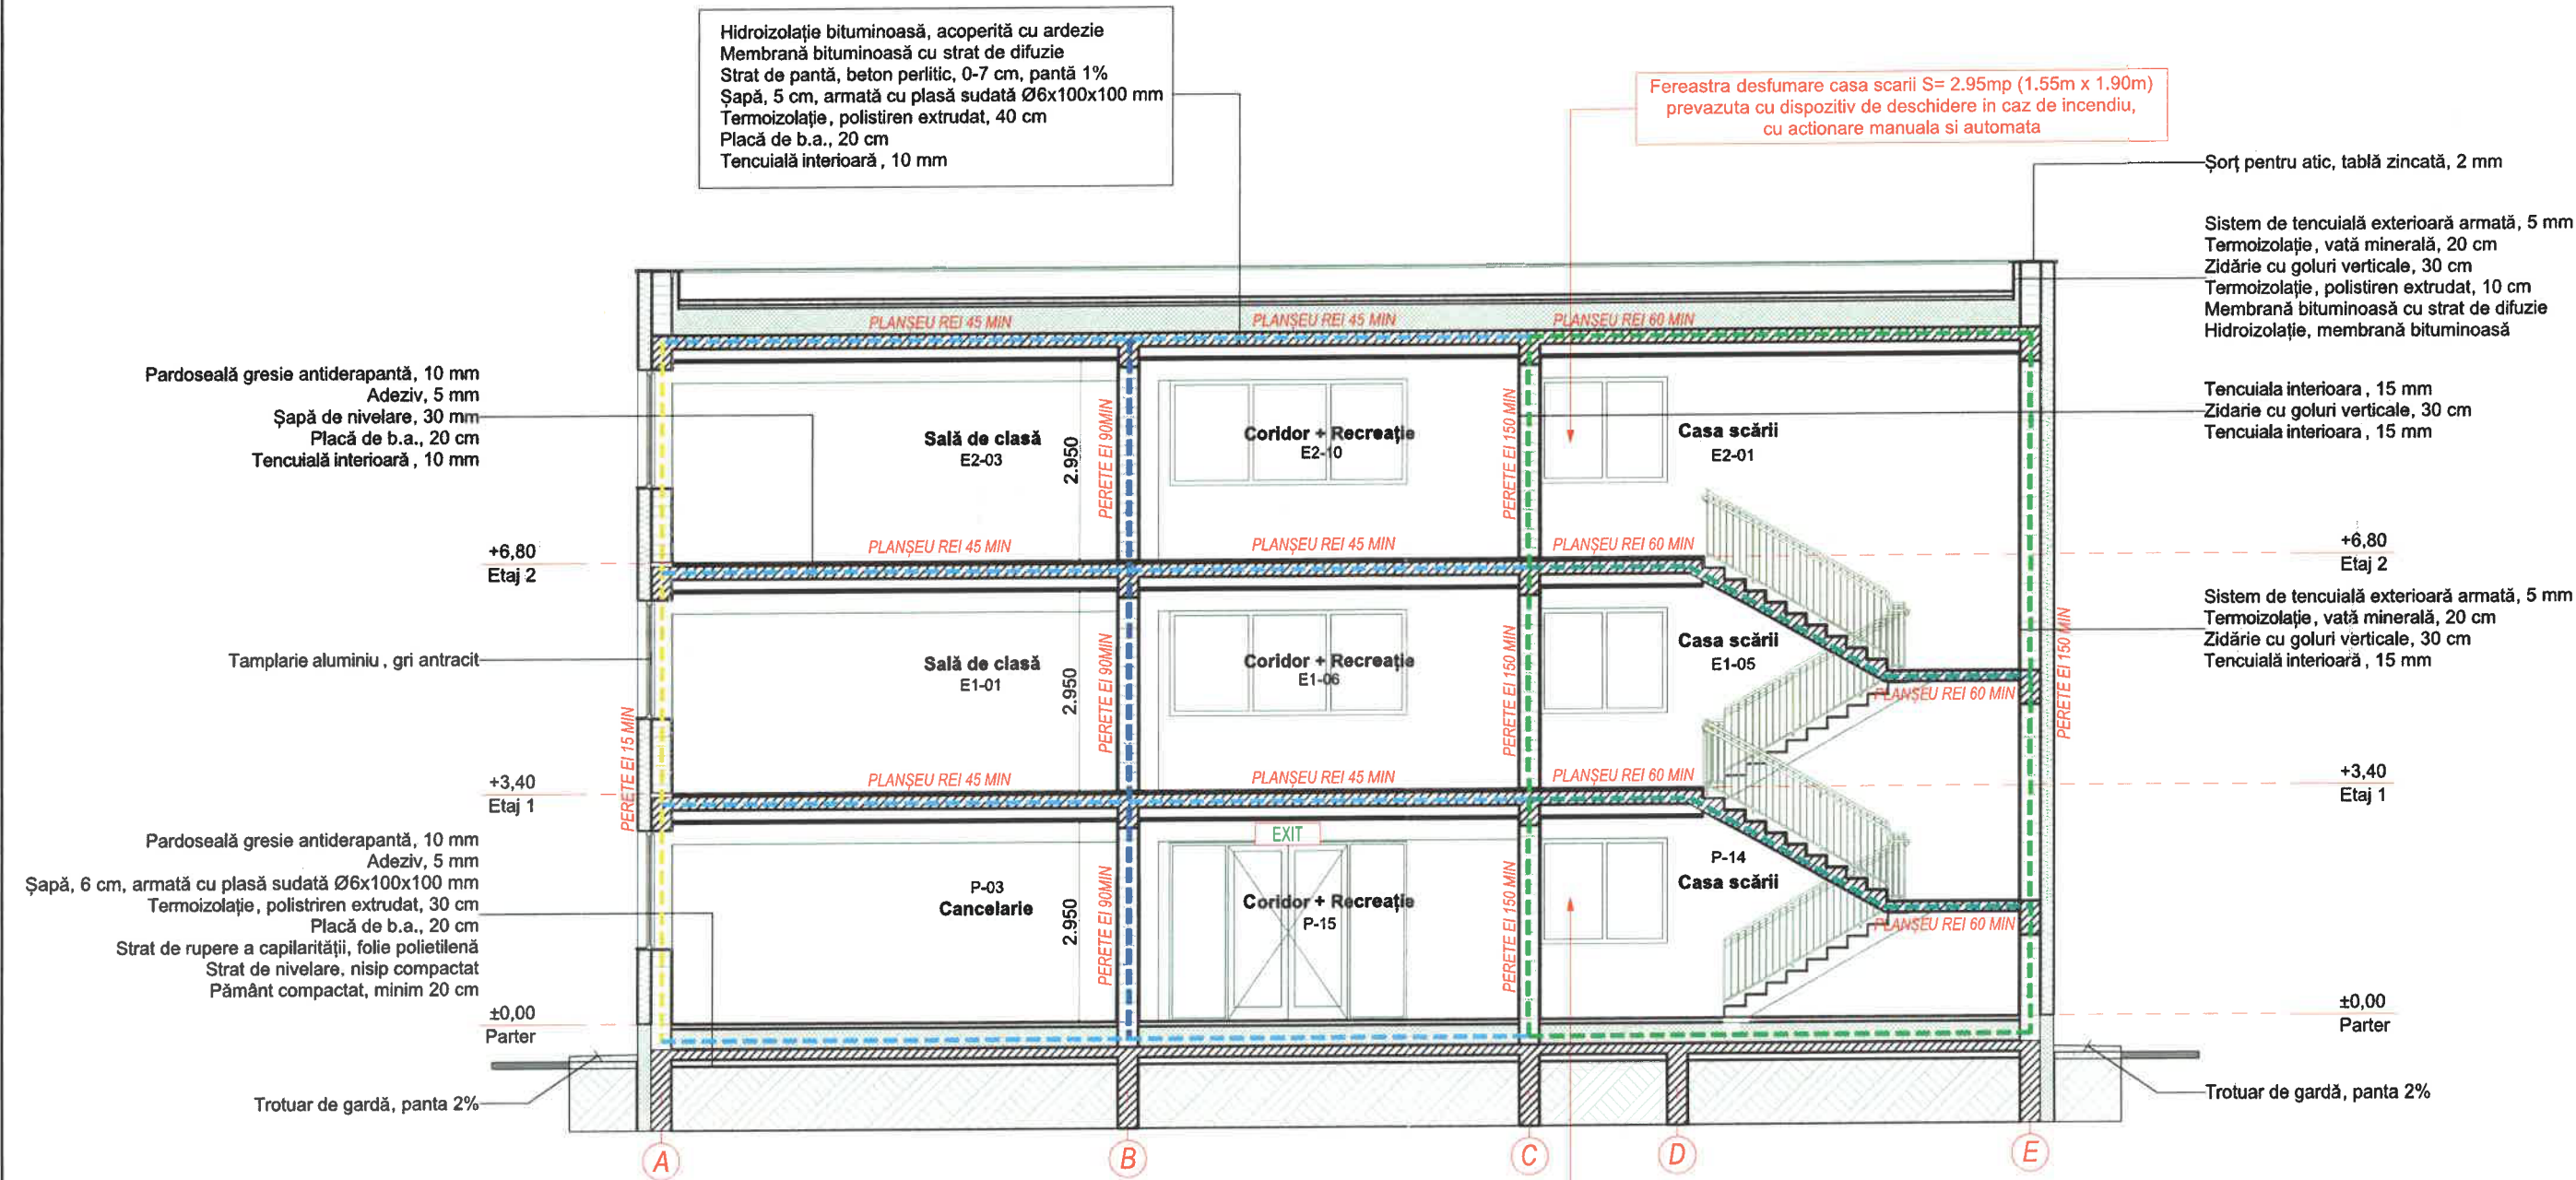 Hidroizolație bituminoasă, acoperită cu ardezie
Membrană bituminoasă cu strat de difuzie
Strat de pantă, beton perlitic, 0-7 cm, pantă 1%
Șapă, 5 cm, armată cu plasă sudată Ø6x100x100 mm
Termoizolație, polistiren extrudat, 40 cm
Placă de b.a., 20 cm
Tencuială interioară, 10 mm
Fereastra desfumare casa scarii S= 2.95mp (1.55m x 1.90m)
prevazuta cu dispozitiv de deschidere in caz de incendiu,
cu actionare manuala si automata
Șorț pentru atic, tablă zincată, 2 mm
Sistem de tencuială exterioară armată, 5 mm
Termoizolație, vată minerală, 20 cm
Zidărie cu goluri verticale, 30 cm
Termoizolație, polistiren extrudat, 10 cm
Membrană bituminoasă cu strat de difuzie
Hidroizolație, membrană bituminoasă
PLANȘEU REI 45 MIN
PLANȘEU REI 45 MIN
PLANȘEU REI 60 MIN
Pardoseală gresie antiderapantă, 10 mm
Adeziv, 5 mm
Șapă de nivelare, 30 mm
Placă de b.a., 20 cm
Tencuială interioară, 10 mm
Tencuiala interioara, 15 mm
Zidarie cu goluri verticale, 30 cm
Tencuiala interioara, 15 mm
Sală de clasă
E2-03
2.950
PERETE EI 90MIN
Coridor + Recreație
E2-10
PERETE EI 150 MIN
Casa scării
E2-01
+6,80
Etaj 2
PLANȘEU REI 45 MIN
PLANȘEU REI 45 MIN
PLANȘEU REI 60 MIN
+6,80
Etaj 2
Sistem de tencuială exterioară armată, 5 mm
Termoizolație, vată minerală, 20 cm
Zidărie cu goluri verticale, 30 cm
Tencuială interioară, 15 mm
Tamplarie aluminiu, gri antracit
Sală de clasă
E1-01
2.950
PERETE EI 90MIN
Coridor + Recreație
E1-06
PERETE EI 150 MIN
Casa scării
E1-05
PLANȘEU REI 60 MIN
PERETE EI 150 MIN
PERETE EI 15 MIN
+3,40
Etaj 1
PLANȘEU REI 45 MIN
PLANȘEU REI 45 MIN
PLANȘEU REI 60 MIN
+3,40
Etaj 1
Pardoseală gresie antiderapantă, 10 mm
Adeziv, 5 mm
Șapă, 6 cm, armată cu plasă sudată Ø6x100x100 mm
Termoizolație, polistriren extrudat, 30 cm
Placă de b.a., 20 cm
Strat de rupere a capilarității, folie polietilenă
Strat de nivelare, nisip compactat
Pământ compactat, minim 20 cm
P-03
Cancelarie
2.950
PERETE EI 90MIN
EXIT
Coridor + Recreație
P-15
PERETE EI 150 MIN
P-14
Casa scării
PLANȘEU REI 60 MIN
±0,00
Parter
±0,00
Parter
Trotuar de gardă, panta 2%
Trotuar de gardă, panta 2%
A
B
C
D
E